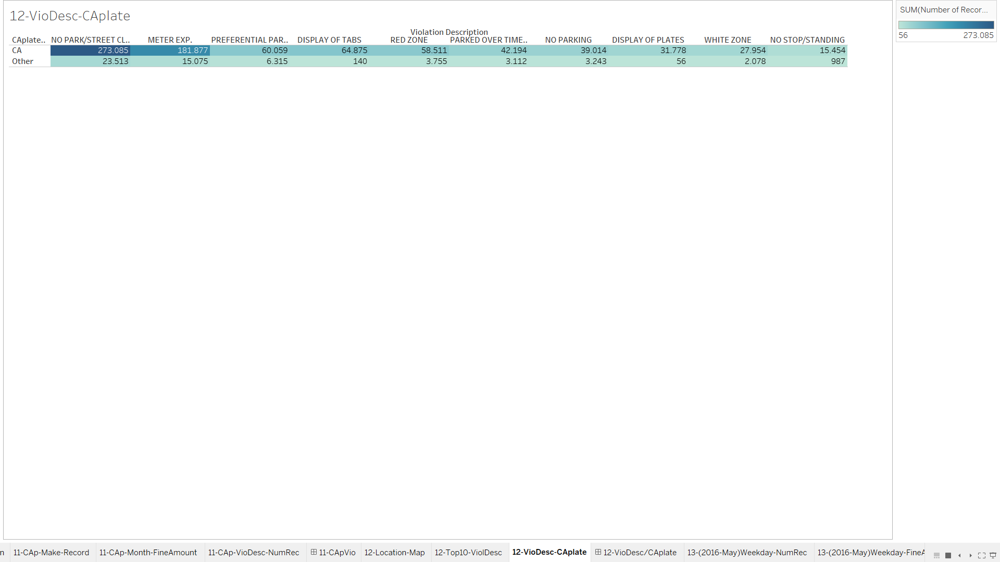 12-VioDesc-CAplate
SUM(Number of Recor...
56 273.085
Violation Description
CAplate.. NO PARK/STREET CL.. METER EXP. PREFERENTIAL PAR.. DISPLAY OF TABS RED ZONE PARKED OVER TIME.. NO PARKING DISPLAY OF PLATES WHITE ZONE NO STOP/STANDING
CA 273.085 181.877 60.059 64.875 58.511 42.194 39.014 31.778 27.954 15.454
Other 23.513 15.075 6.315 140 3.755 3.112 3.243 56 2.078 987
n 11-CAp-Make-Record 11-CAp-Month-FineAmount 11-CAp-VioDesc-NumRec 11-CApVio 12-Location-Map 12-Top10-ViolDesc 12-VioDesc-CAplate 12-VioDesc/CAplate 13-(2016-May)Weekday-NumRec 13-(2016-May)Weekday-FineA